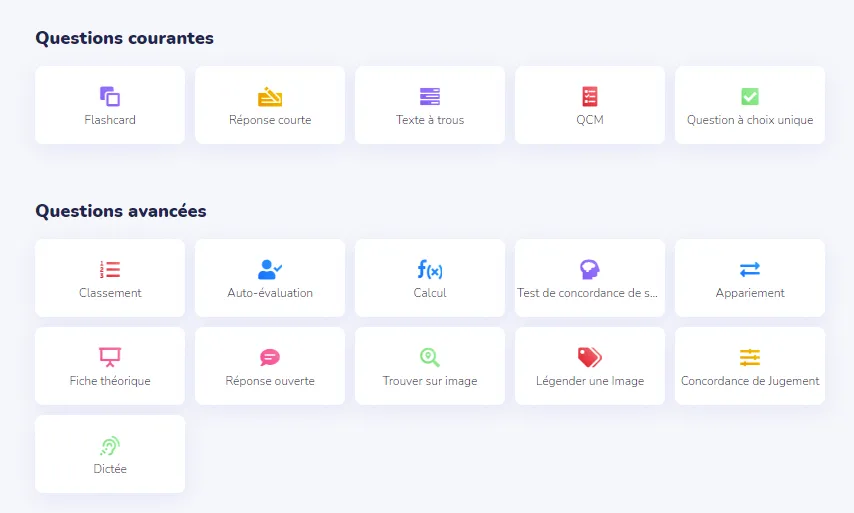 Questions courantes
Flashcard
Réponse courte
Texte à trous
QCM
Question à choix unique
Questions avancées
Classement
Auto-évaluation
Calcul
Test de concordance de s...
Appariement
Fiche théorique
Réponse ouverte
Trouver sur image
Légender une Image
Concordance de Jugement
Dictée